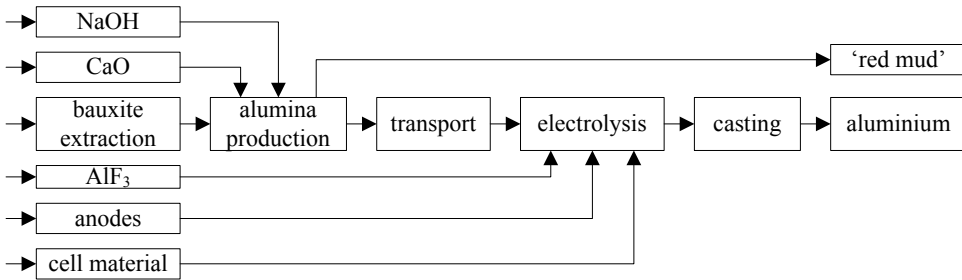 NaOH
CaO
‘red mud’
bauxite
extraction
alumina
production
transport
electrolysis
casting
aluminium
AlF₃
anodes
cell material